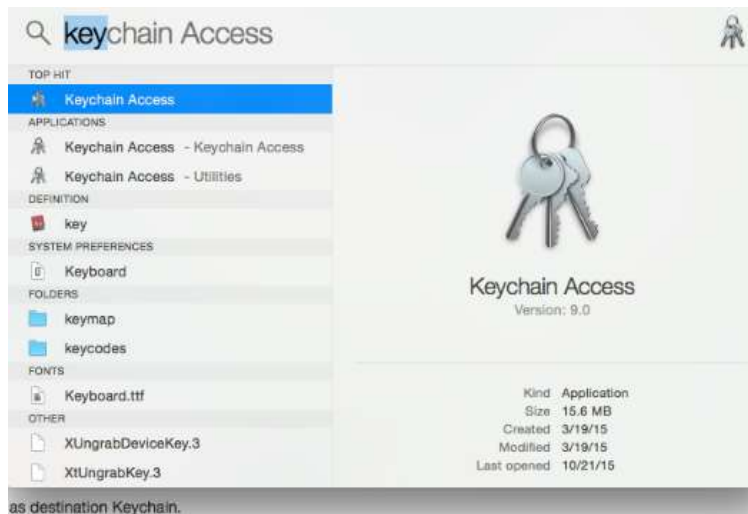 keychain Access
TOP HIT
Keychain Access
APPLICATIONS
Keychain Access - Keychain Access
Keychain Access - Utilities
DEFINITION
key
SYSTEM PREFERENCES
Keyboard
FOLDERS
keymap
keycodes
FONTS
Keyboard.ttf
OTHER
XUngrabDeviceKey.3
XtUngrabKey.3
Keychain Access
Version: 9.0
Kind Application
Size 15.6 MB
Created 3/19/15
Modified 3/19/15
Last opened 10/21/15
as destination Keychain.